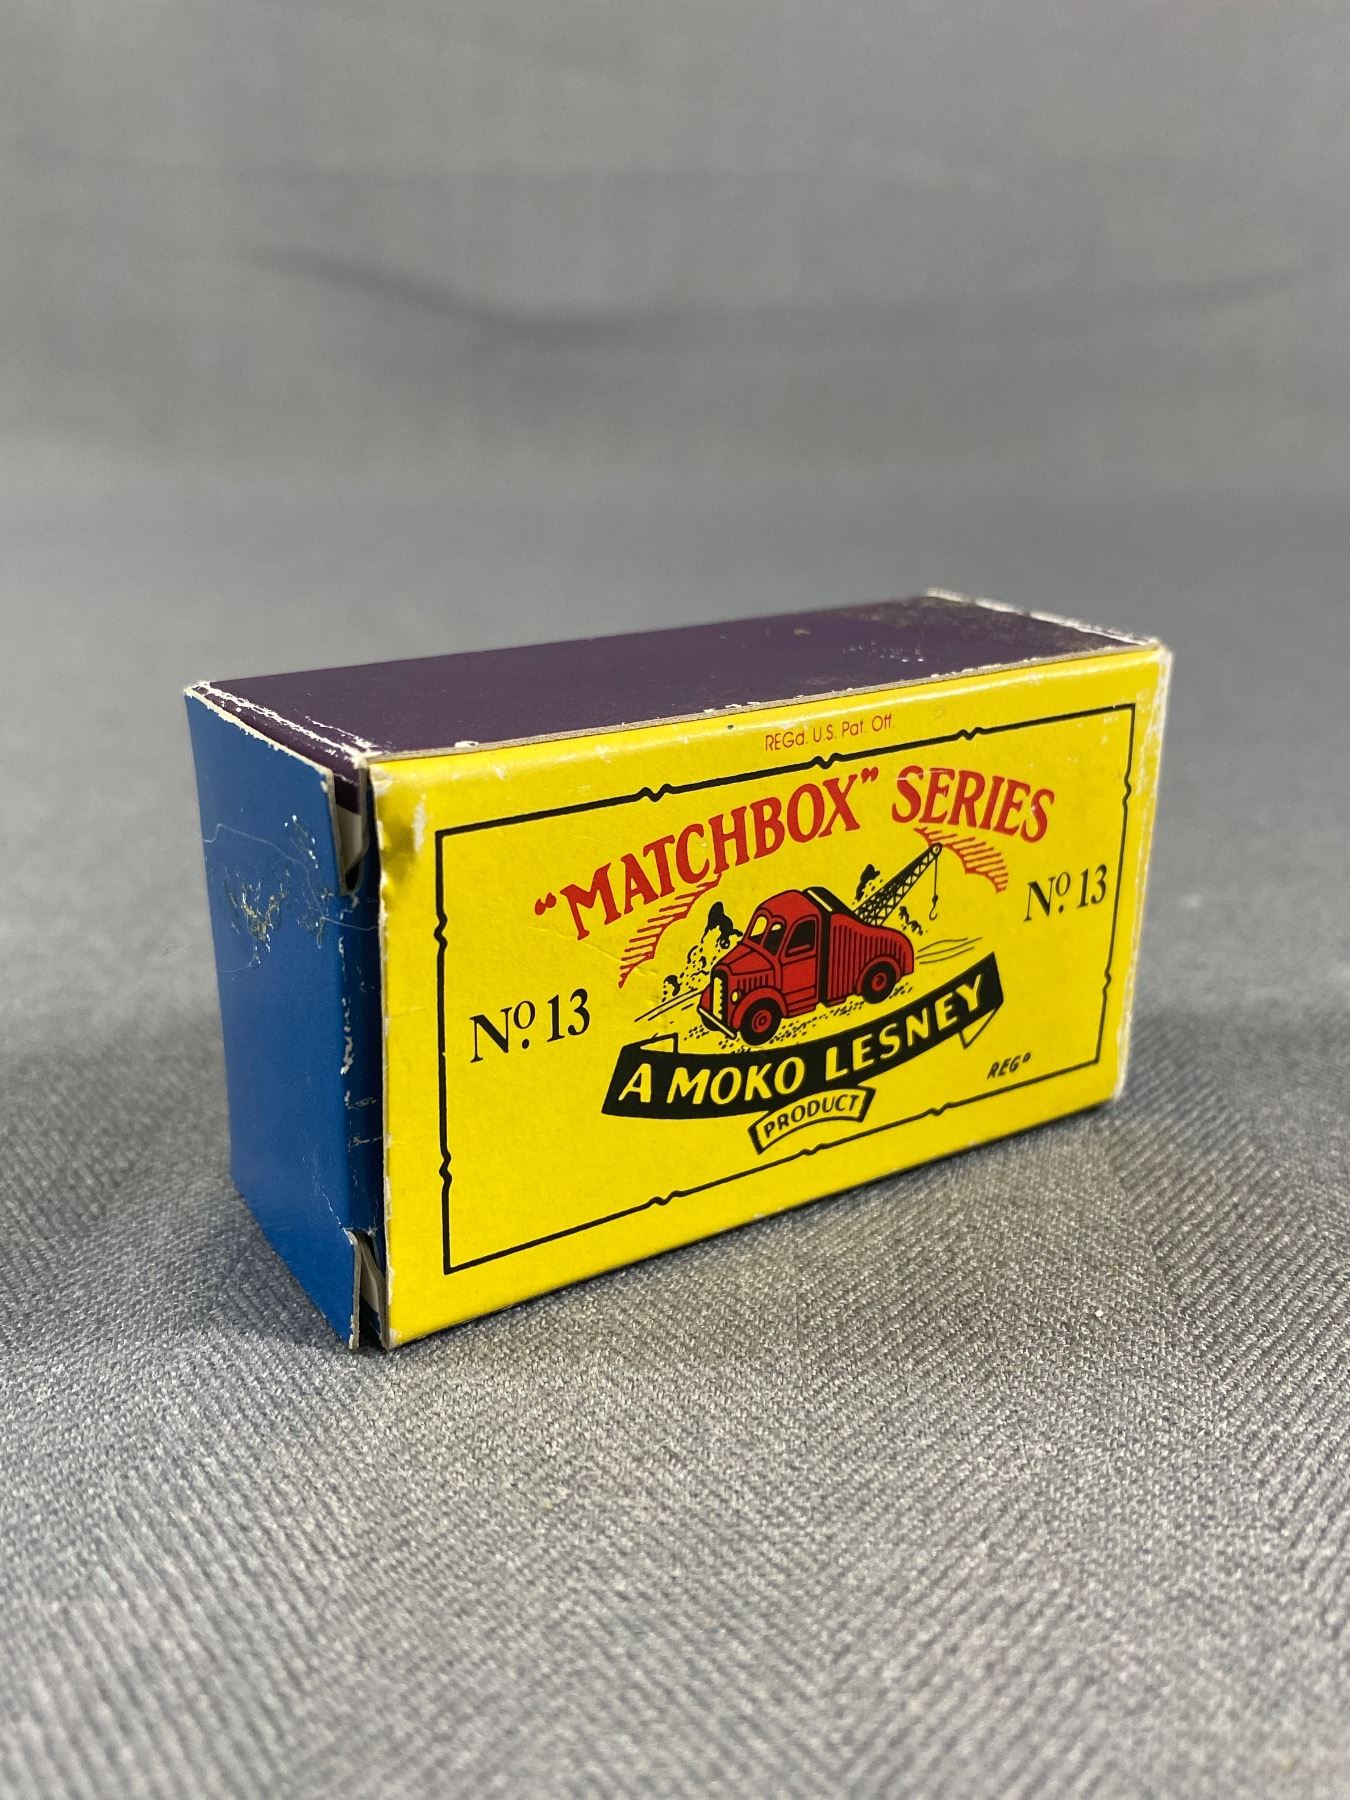 REGd. U.S. Pat. Off.
"MATCHBOX" SERIES
Nº. 13
Nº. 13
A MOKO LESNEY
PRODUCT
REGD